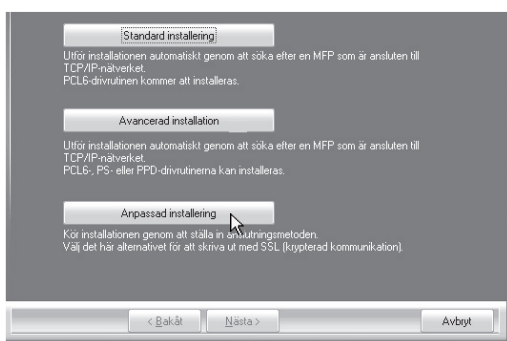 Standard installering
Utför installationen automatiskt genom att söka efter en MFP som är ansluten till
TCP/IP-nätverket.
PCL6-drivrutinen kommer att installeras.
Avancerad installation
Utför installationen automatiskt genom att söka efter en MFP som är ansluten till
TCP/IP-nätverket.
PCL6-, PS- eller PPD-drivrutinerna kan installeras.
Anpassad installering
Kör installationen genom att ställa in anslutningsmetoden.
Välj det här alternativet för att skriva ut med SSL (krypterad kommunikation).
< Bakåt
Nästa >
Avbryt